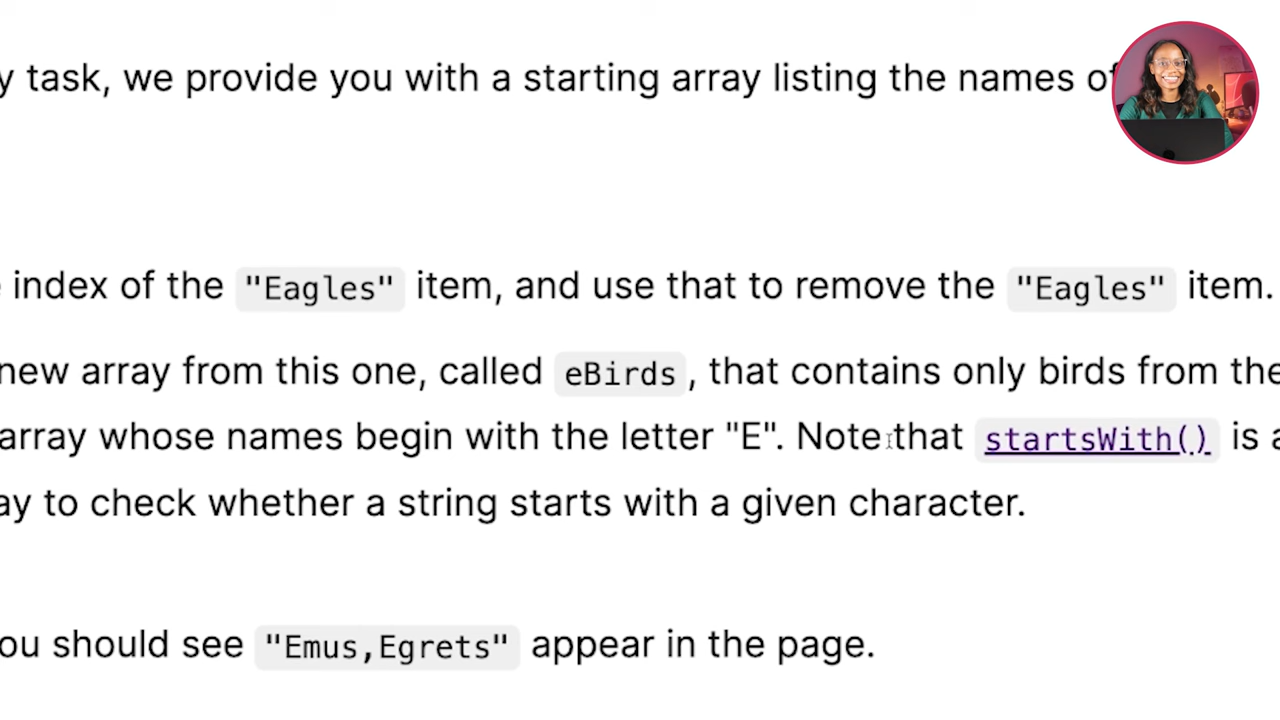 y task, we provide you with a starting array listing the names of
index of the "Eagles" item, and use that to remove the "Eagles" item.
new array from this one, called eBirds, that contains only birds from the
array whose names begin with the letter "E". Note that startsWith() is a
ay to check whether a string starts with a given character.
ou should see "Emus,Egrets" appear in the page.